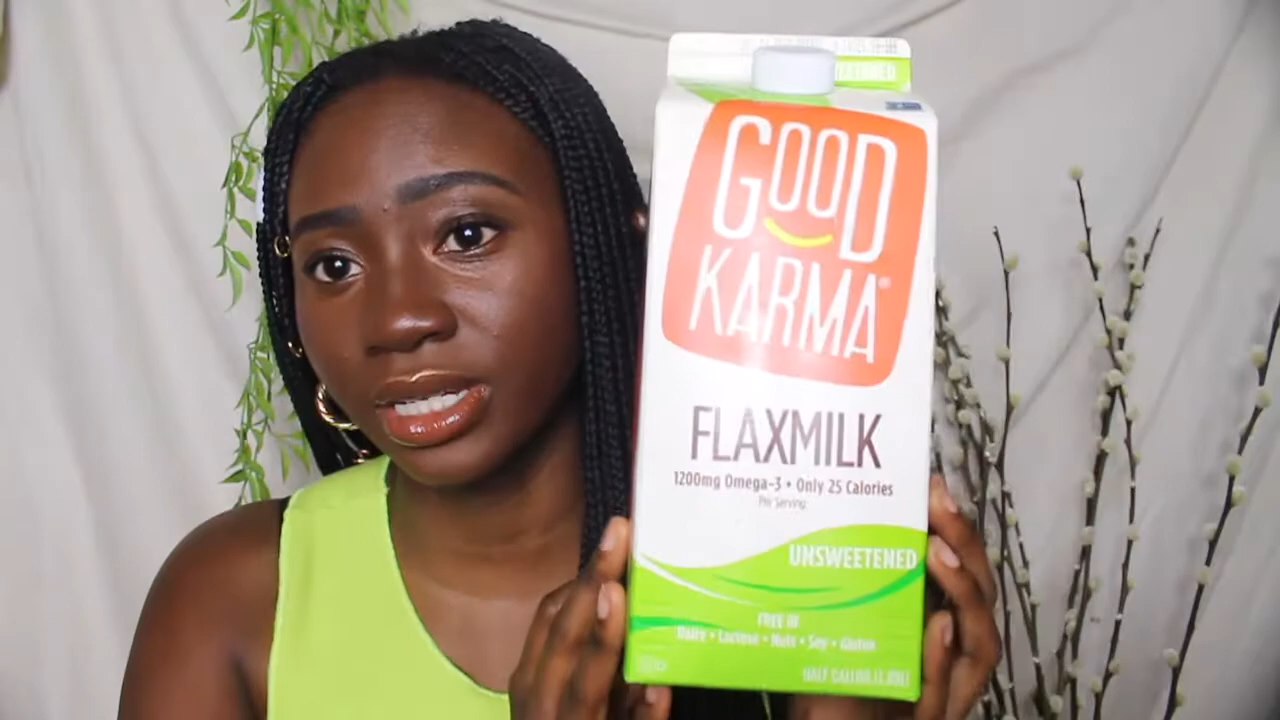 GOOD
KARMA®
FLAXMILK
1200mg Omega-3 • Only 25 Calories
Per Serving
UNSWEETENED
FREE OF
Dairy • Lactose • Nuts • Soy • Gluten
HALF GALLON